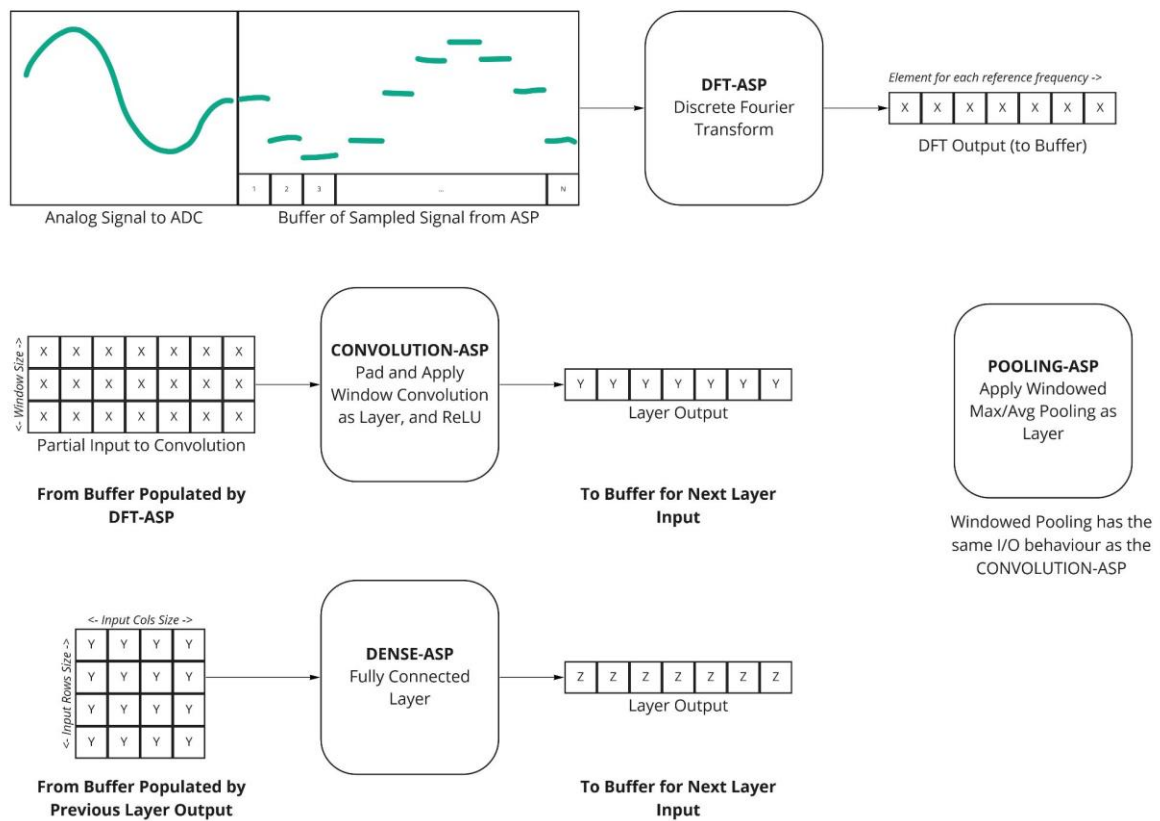 DFT-ASP
Discrete Fourier
Transform
Element for each reference frequency ->
X X X X X X X
DFT Output (to Buffer)
1 2 3 ... N
Analog Signal to ADC
Buffer of Sampled Signal from ASP
<- Window Size ->
X X X X X X X
X X X X X X X
X X X X X X X
Partial Input to Convolution
From Buffer Populated by
DFT-ASP
CONVOLUTION-ASP
Pad and Apply
Window Convolution
as Layer, and ReLU
Y Y Y Y Y Y Y
Layer Output
To Buffer for Next Layer
Input
POOLING-ASP
Apply Windowed
Max/Avg Pooling as
Layer
Windowed Pooling has the
same I/O behaviour as the
CONVOLUTION-ASP
<- Input Cols Size ->
<- Input Rows Size ->
Y Y Y Y
Y Y Y Y
Y Y Y Y
Y Y Y Y
From Buffer Populated by
Previous Layer Output
DENSE-ASP
Fully Connected
Layer
Z Z Z Z Z Z Z
Layer Output
To Buffer for Next Layer
Input